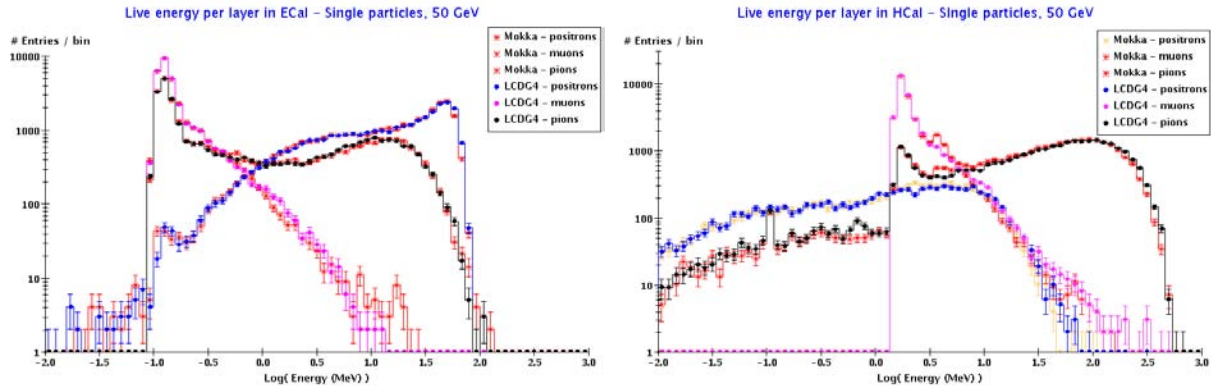 Live energy per layer in ECal - Single particles, 50 GeV
# Entries / bin
Mokka - positrons
Mokka - muons
Mokka - pions
LCDG4 - positrons
LCDG4 - muons
LCDG4 - pions
10000
1000
100
10
1
-2.0 -1.5 -1.0 -0.5 0.0 0.5 1.0 1.5 2.0 2.5 3.0
Log( Energy (MeV) )
Live energy per layer in HCal - Single particles, 50 GeV
# Entries / bin
Mokka - positrons
Mokka - muons
Mokka - pions
LCDG4 - positrons
LCDG4 - muons
LCDG4 - pions
10000
1000
100
10
1
-2.0 -1.5 -1.0 -0.5 0.0 0.5 1.0 1.5 2.0 2.5 3.0
Log( Energy (MeV) )